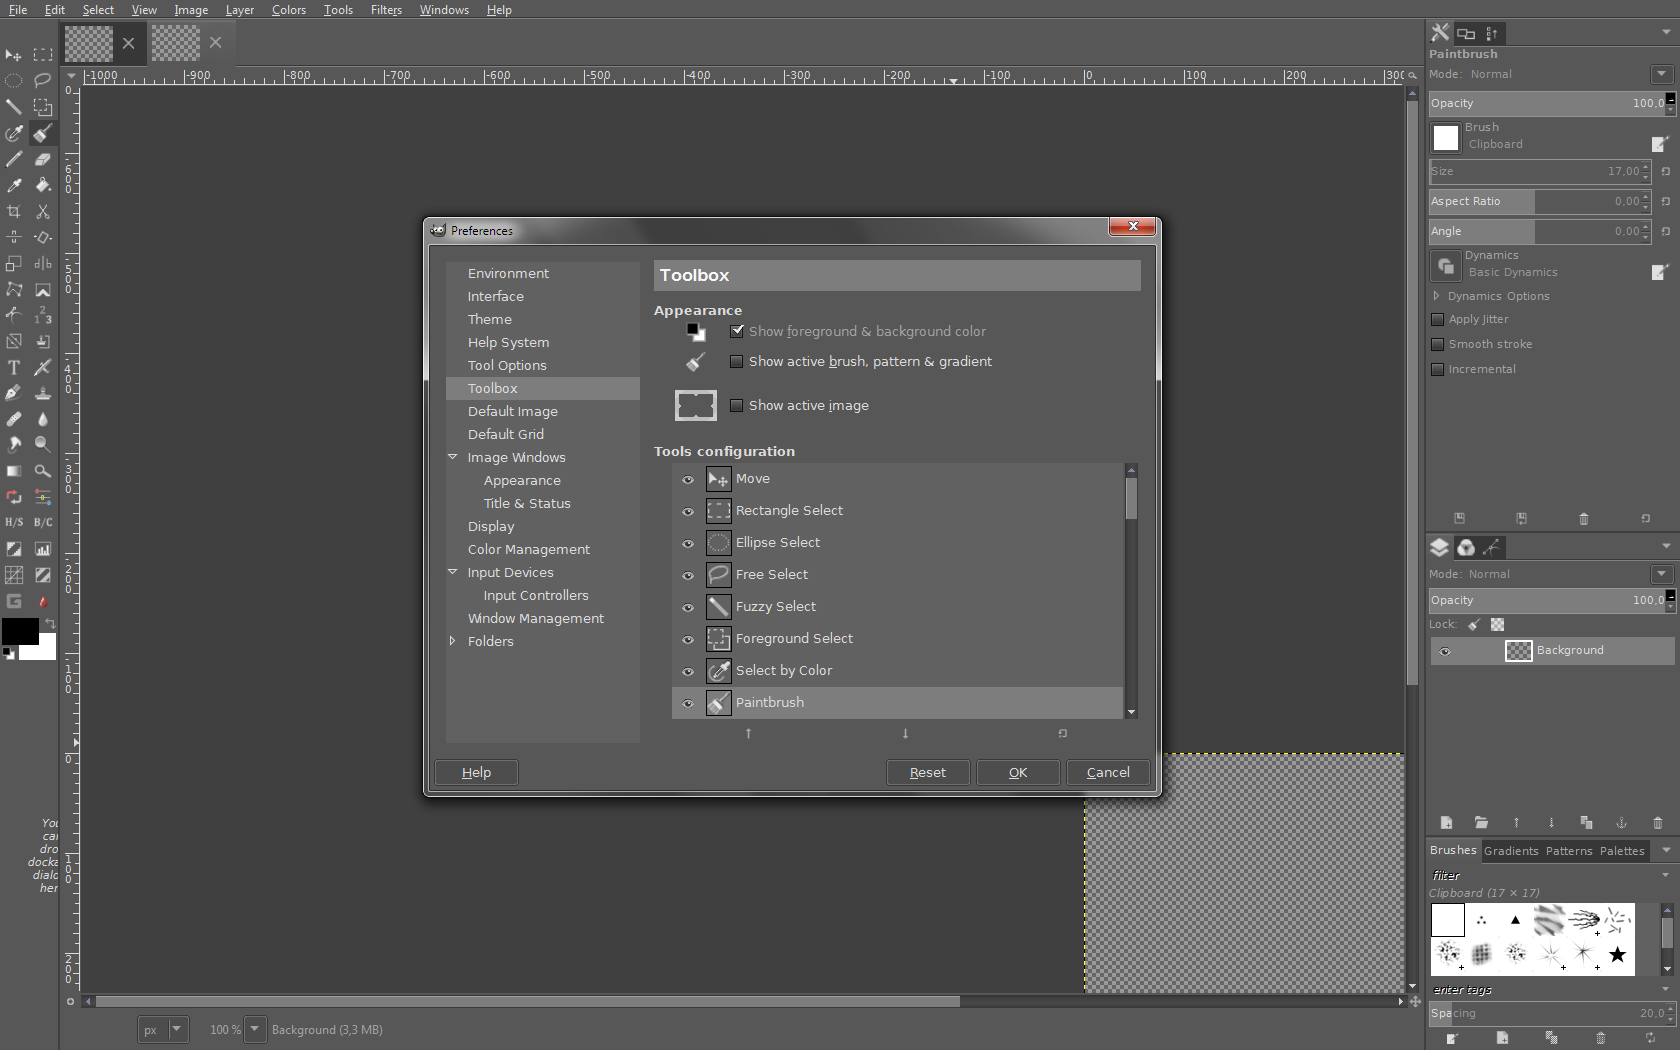 File Edit Select View Image Layer Colors Tools Filters Windows Help
-1000 -900 -800 -700 -600 -500 -400 -300 -200 -100 0 100 200 300
Paintbrush
Mode: Normal
Opacity 100,0
Brush
Clipboard
Size 17,00
Aspect Ratio 0,00
Angle 0,00
Dynamics
Basic Dynamics
Dynamics Options
Apply Jitter
Smooth stroke
Incremental
Preferences
Environment
Interface
Theme
Help System
Tool Options
Toolbox
Default Image
Default Grid
Image Windows
Appearance
Title & Status
Display
Color Management
Input Devices
Input Controllers
Window Management
Folders
Toolbox
Appearance
Show foreground & background color
Show active brush, pattern & gradient
Show active image
Tools configuration
Move
Rectangle Select
Ellipse Select
Free Select
Fuzzy Select
Foreground Select
Select by Color
Paintbrush
Help Reset OK Cancel
H/S B/C
You
can
dro
docka
dialo
her
Mode: Normal
Opacity 100,0
Lock:
Background
Brushes Gradients Patterns Palettes
filter
Clipboard (17 × 17)
enter tags
Spacing 20,0
px 100 % Background (3,3 MB)